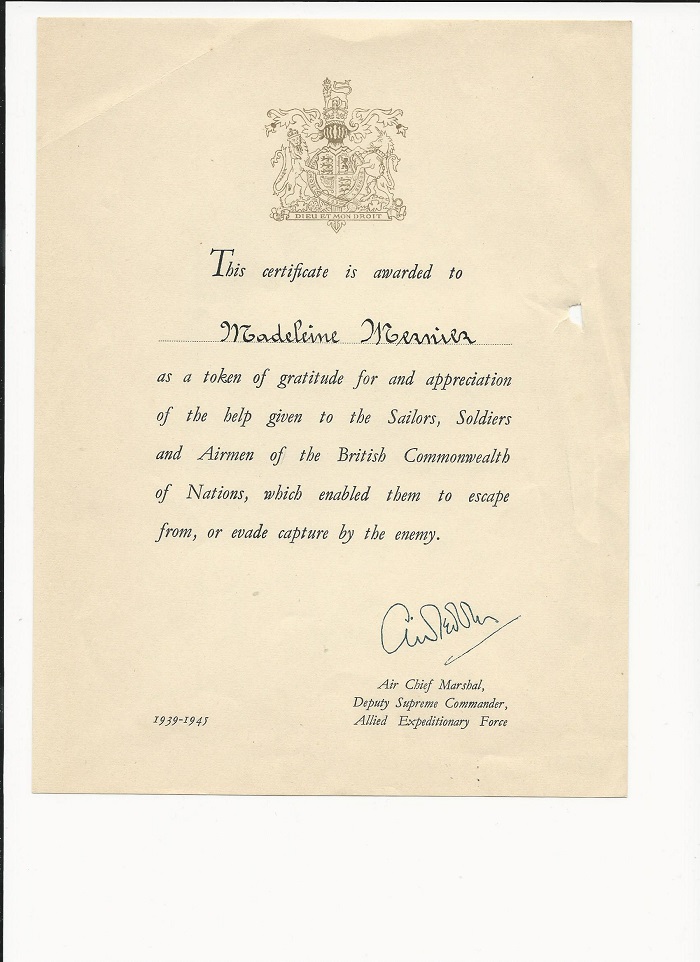 DIEU ET MON DROIT
This certificate is awarded to
Madeleine Mernier
as a token of gratitude for and appreciation
of the help given to the Sailors, Soldiers
and Airmen of the British Commonwealth
of Nations, which enabled them to escape
from, or evade capture by the enemy.
Air Chief Marshal,
Deputy Supreme Commander,
1939-1945 Allied Expeditionary Force